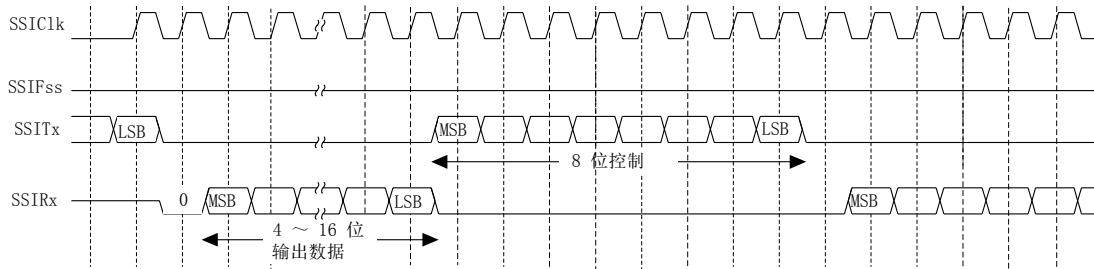 SSIClk
SSIFss
SSITx
LSB
MSB
LSB
8 位控制
SSIRx
0
MSB
LSB
MSB
4 ～ 16 位
输出数据